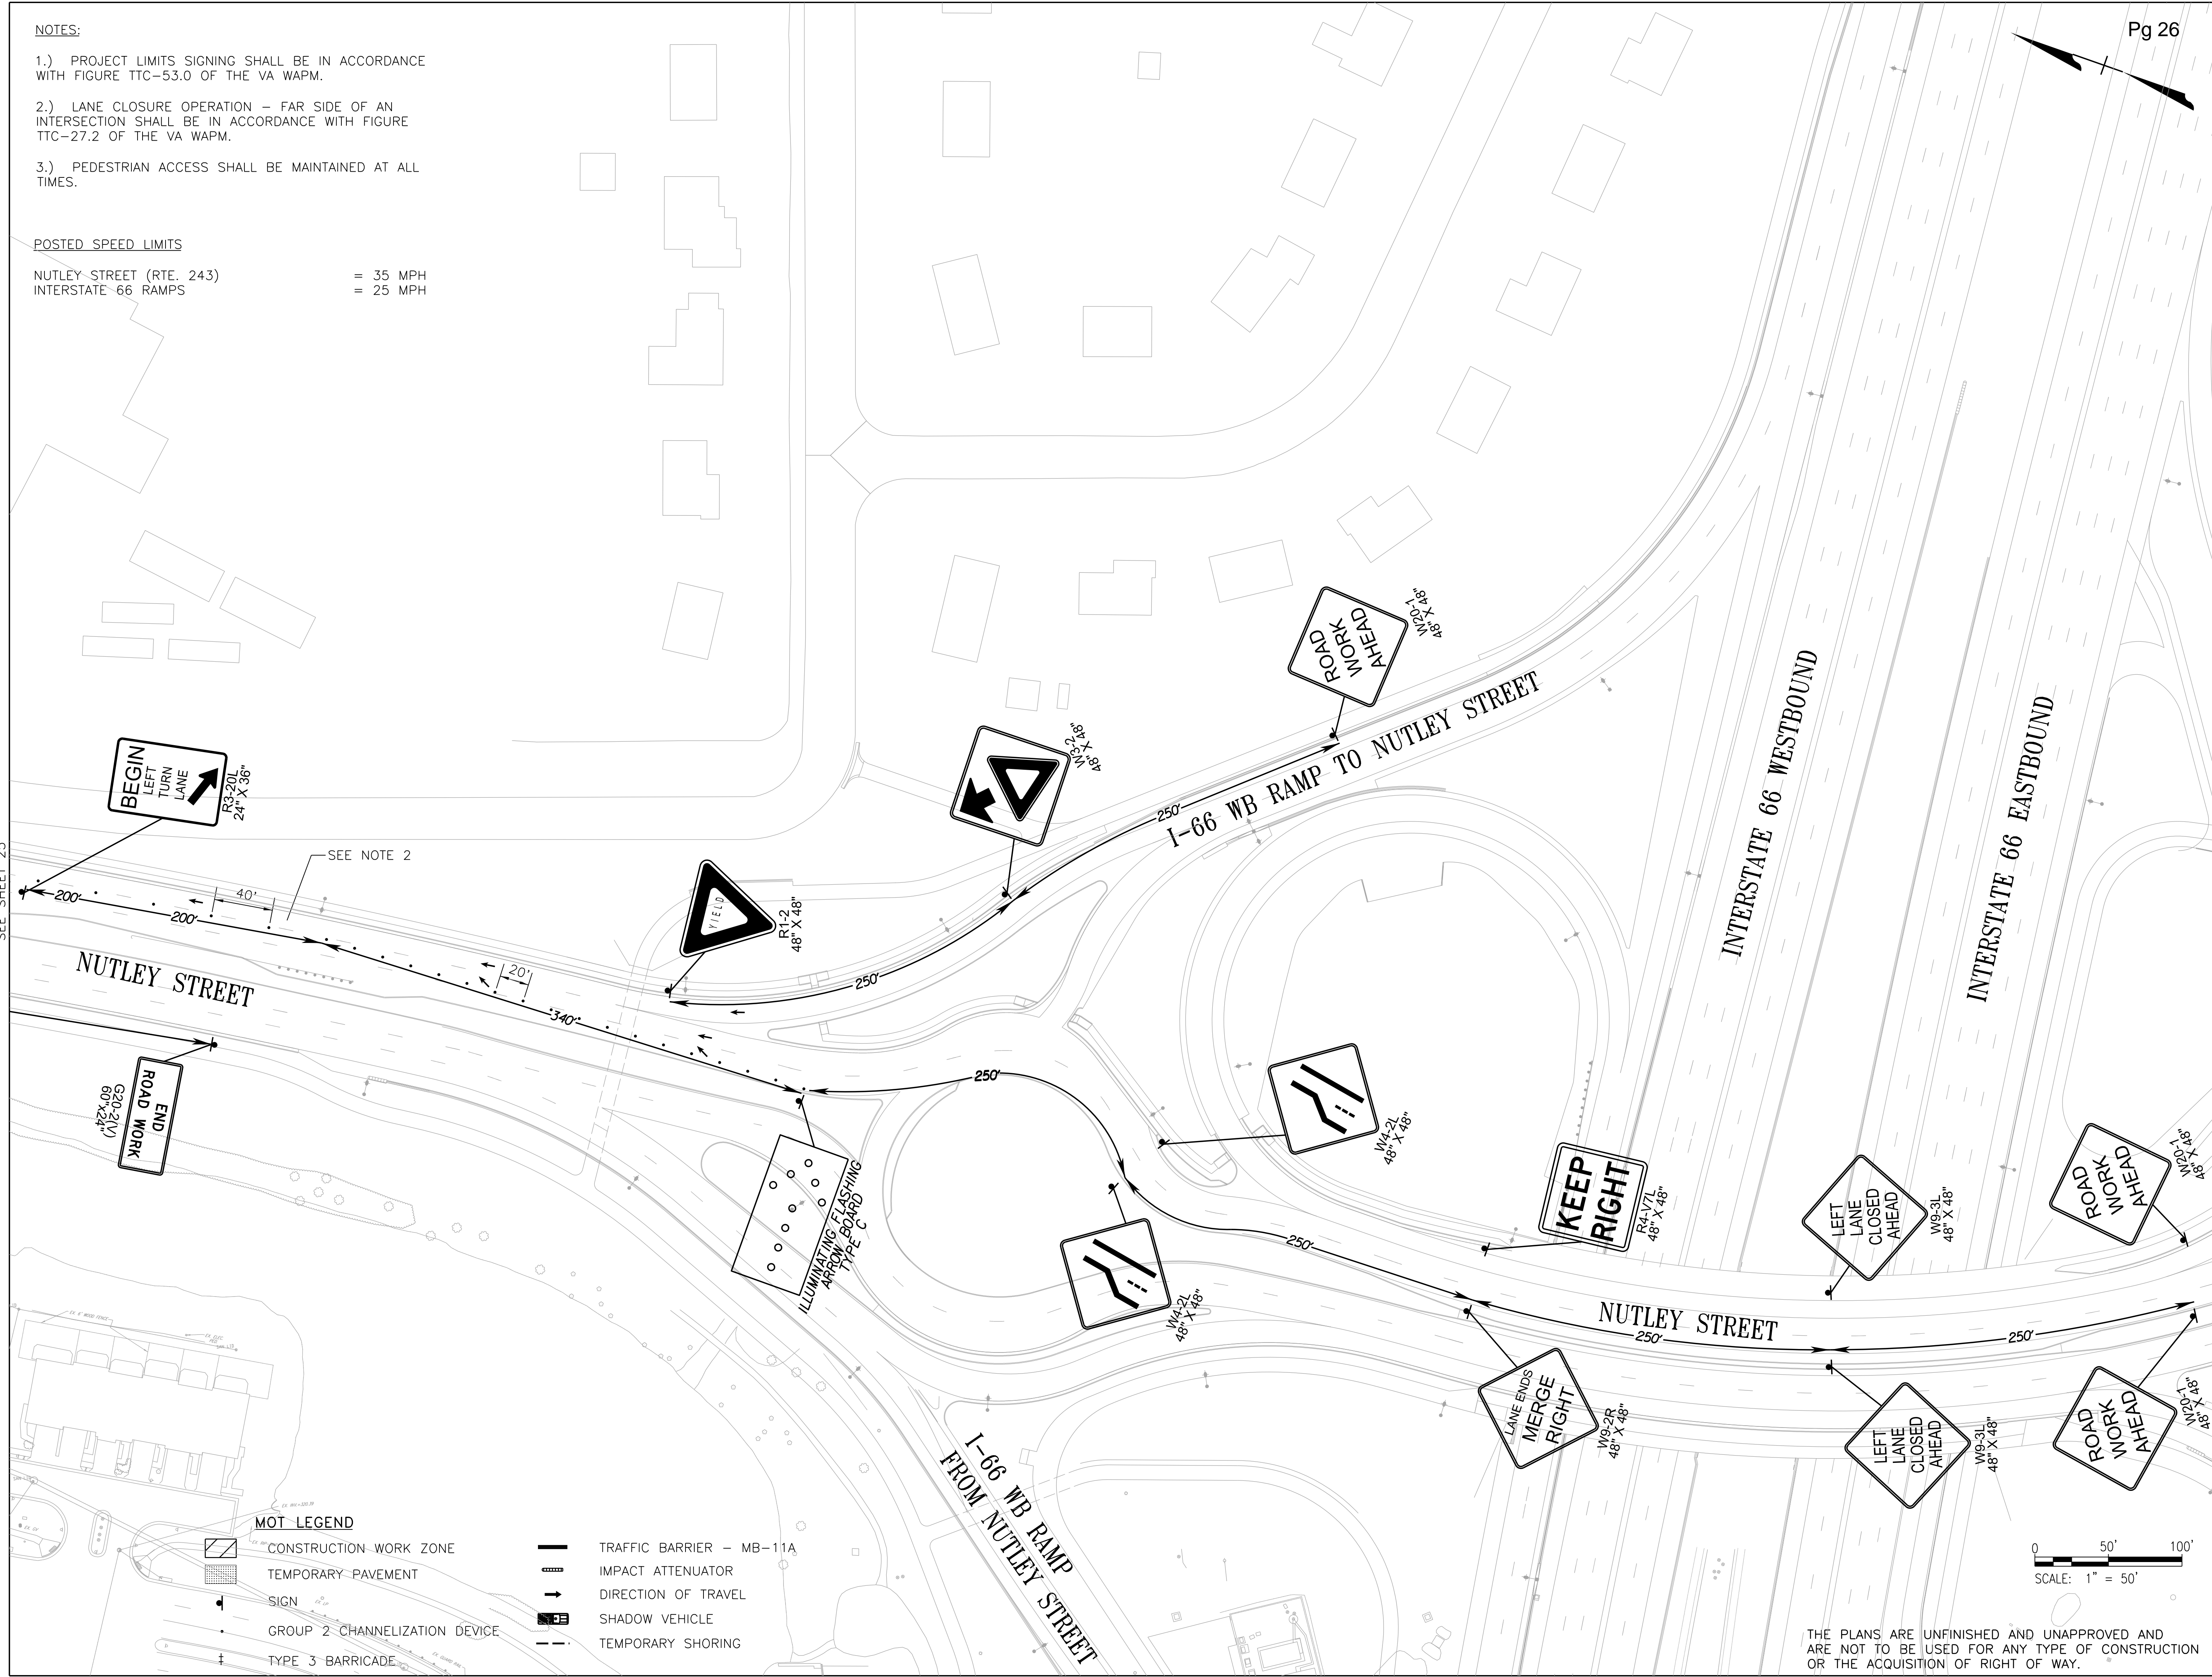 Pg 26
NOTES:
1.) PROJECT LIMITS SIGNING SHALL BE IN ACCORDANCE
WITH FIGURE TTC-53.0 OF THE VA WAPM.
2.) LANE CLOSURE OPERATION – FAR SIDE OF AN
INTERSECTION SHALL BE IN ACCORDANCE WITH FIGURE
TTC-27.2 OF THE VA WAPM.
3.) PEDESTRIAN ACCESS SHALL BE MAINTAINED AT ALL
TIMES.
POSTED SPEED LIMITS
NUTLEY STREET (RTE. 243) = 35 MPH
INTERSTATE 66 RAMPS = 25 MPH
ROAD
WORK
AHEAD
W20-1
48" X 48"
BEGIN
LEFT
TURN
LANE
R3-20L
24" X 36"
W3-2
48" X 48"
250'
I-66 WB RAMP TO NUTLEY STREET
INTERSTATE 66 WESTBOUND
INTERSTATE 66 EASTBOUND
SEE SHEET 25
SEE NOTE 2
200'
200'
40'
YIELD
R1-2
48" X 48"
250'
20'
340'
NUTLEY STREET
END
ROAD WORK
G20-2(V)
60"x24"
250'
ILLUMINATING FLASHING
ARROW BOARD
TYPE C
W4-2L
48" X 48"
W4-2L
48" X 48"
KEEP
RIGHT
R4-V7L
48" X 48"
LEFT
LANE
CLOSED
AHEAD
W9-3L
48" X 48"
ROAD
WORK
AHEAD
W20-1
48" X 48"
250'
NUTLEY STREET
250'
250'
LANE ENDS
MERGE
RIGHT
W9-2R
48" X 48"
LEFT
LANE
CLOSED
AHEAD
W9-3L
48" X 48"
ROAD
WORK
AHEAD
W20-1
48" X 48"
I-66 WB RAMP
FROM NUTLEY STREET
MOT LEGEND
CONSTRUCTION WORK ZONE
TEMPORARY PAVEMENT
SIGN
GROUP 2 CHANNELIZATION DEVICE
TYPE 3 BARRICADE
TRAFFIC BARRIER – MB-11A
IMPACT ATTENUATOR
DIRECTION OF TRAVEL
SHADOW VEHICLE
TEMPORARY SHORING
0 50' 100'
SCALE: 1" = 50'
THE PLANS ARE UNFINISHED AND UNAPPROVED AND
ARE NOT TO BE USED FOR ANY TYPE OF CONSTRUCTION
OR THE ACQUISITION OF RIGHT OF WAY.